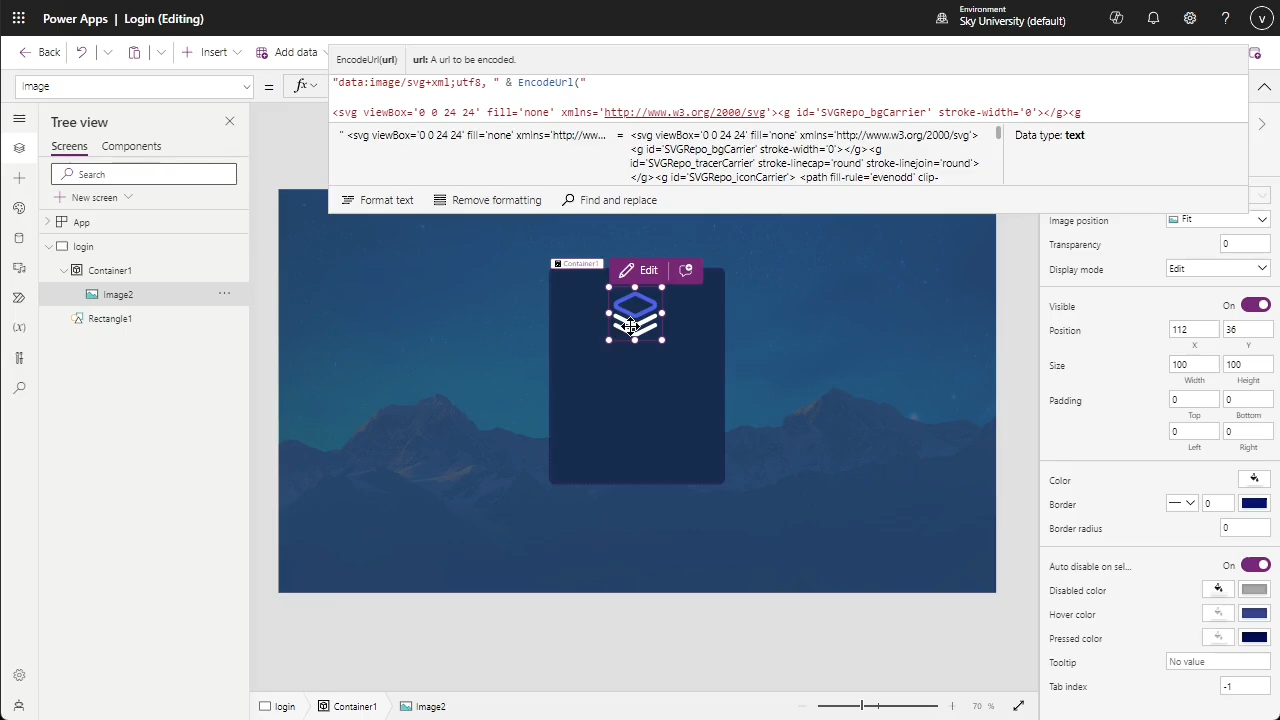 Power Apps | Login (Editing)
Environment
Sky University (default)
V
Back
Insert
Add data
EncodeUrl(url)
url: A url to be encoded.
Image
=
fx
"data:image/svg+xml;utf8, " & EncodeUrl("
<svg viewBox='0 0 24 24' fill='none' xmlns='http://www.w3.org/2000/svg'><g id='SVGRepo_bgCarrier' stroke-width='0'></g><g
" <svg viewBox='0 0 24 24' fill='none' xmlns='http://ww... = <svg viewBox='0 0 24 24' fill='none' xmlns='http://www.w3.org/2000/svg'>
<g id='SVGRepo_bgCarrier' stroke-width='0'></g><g
id='SVGRepo_tracerCarrier' stroke-linecap='round' stroke-linejoin='round'>
</g><g id='SVGRepo_iconCarrier'> <path fill-rule='evenodd' clip-
Data type: text
Format text
Remove formatting
Find and replace
Tree view
Screens
Components
Search
New screen
App
login
Container1
Image2
...
Rectangle1
Container1
Edit
Image position
Fit
Transparency
0
Display mode
Edit
Visible
On
Position
112
36
X
Y
Size
100
100
Width
Height
Padding
0
0
Top
Bottom
0
0
Left
Right
Color
Border
0
Border radius
0
Auto disable on sel...
On
Disabled color
Hover color
Pressed color
Tooltip
No value
Tab index
-1
login
Container1
Image2
70 %